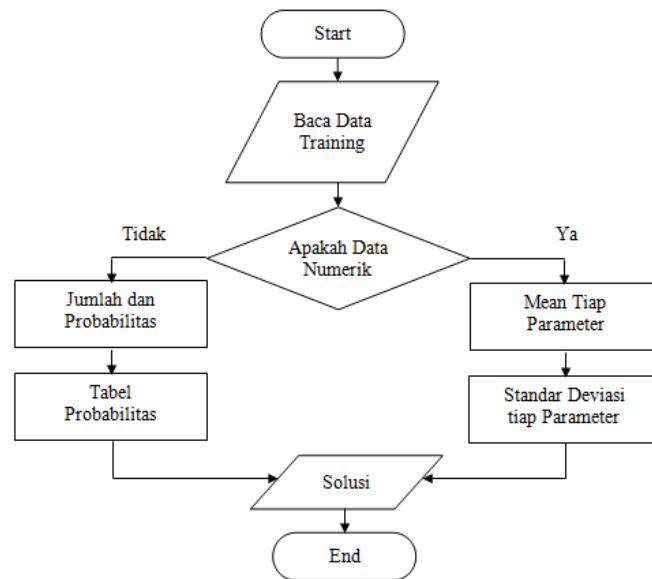 Start
Baca Data
Training
Tidak
Ya
Apakah Data
Numerik
Jumlah dan
Probabilitas
Mean Tiap
Parameter
Tabel
Probabilitas
Standar Deviasi
tiap Parameter
Solusi
End